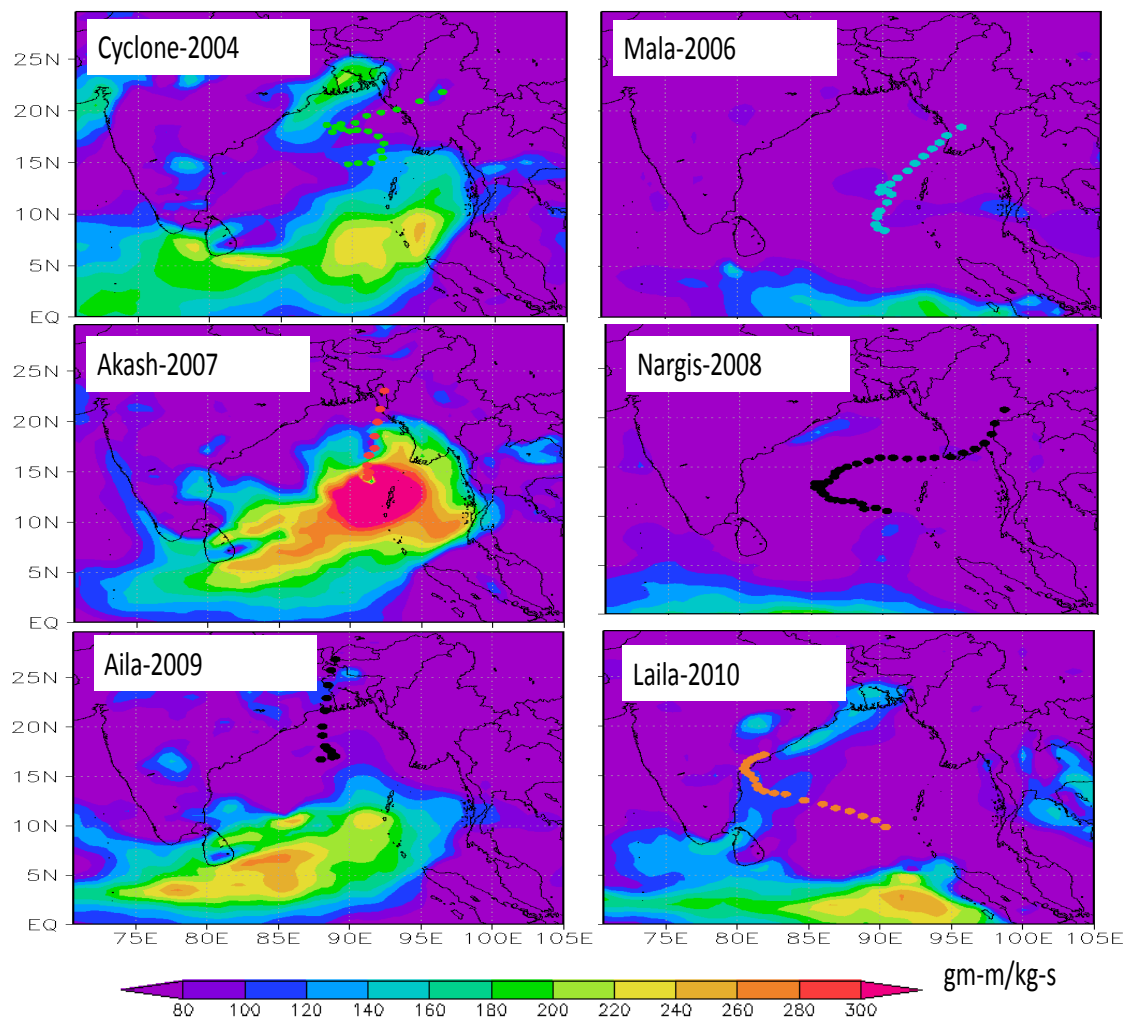 Cyclone-2004
Mala-2006
25N
20N
15N
10N
5N
EQ
Akash-2007
Nargis-2008
25N
20N
15N
10N
5N
EQ
Aila-2009
Laila-2010
25N
20N
15N
10N
5N
EQ
75E 80E 85E 90E 95E 100E 105E
75E 80E 85E 90E 95E 100E 105E
gm-m/kg-s
80 100 120 140 160 180 200 220 240 260 280 300